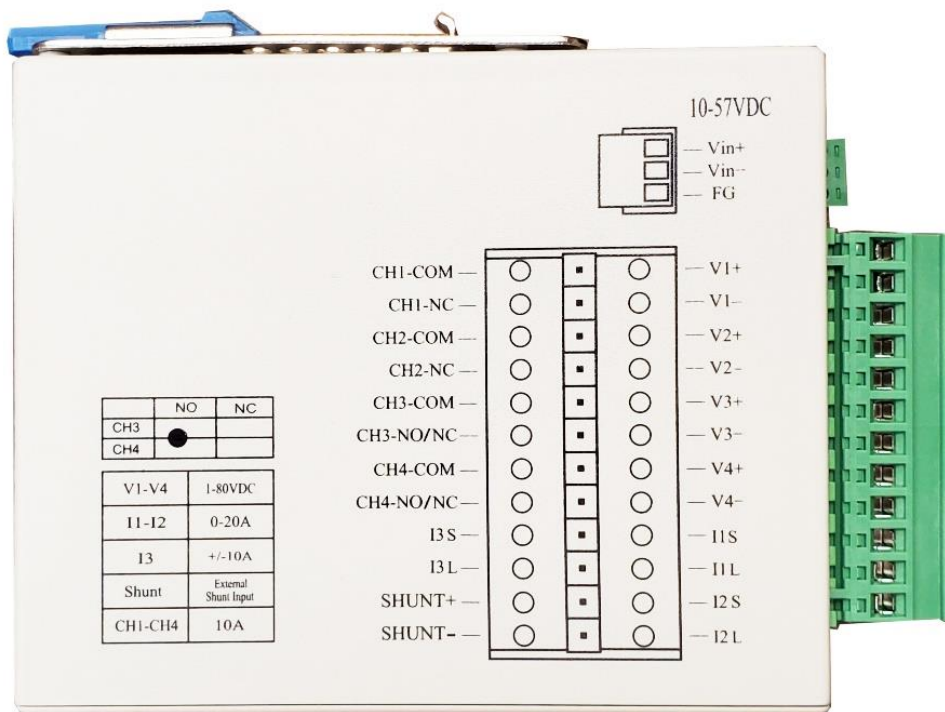 10-57VDC
Vin+
Vin-
FG
CH1-COM V1+
CH1-NC V1-
CH2-COM V2+
CH2-NC V2-
CH3-COM V3+
CH3-NO/NC V3-
CH4-COM V4+
CH4-NO/NC V4-
I3 S I1 S
I3 L I1 L
SHUNT+ I2 S
SHUNT- I2 L
NO NC
CH3
CH4
V1-V4 1-80VDC
I1-I2 0-20A
I3 +/-10A
Shunt External Shunt Input
CH1-CH4 10A